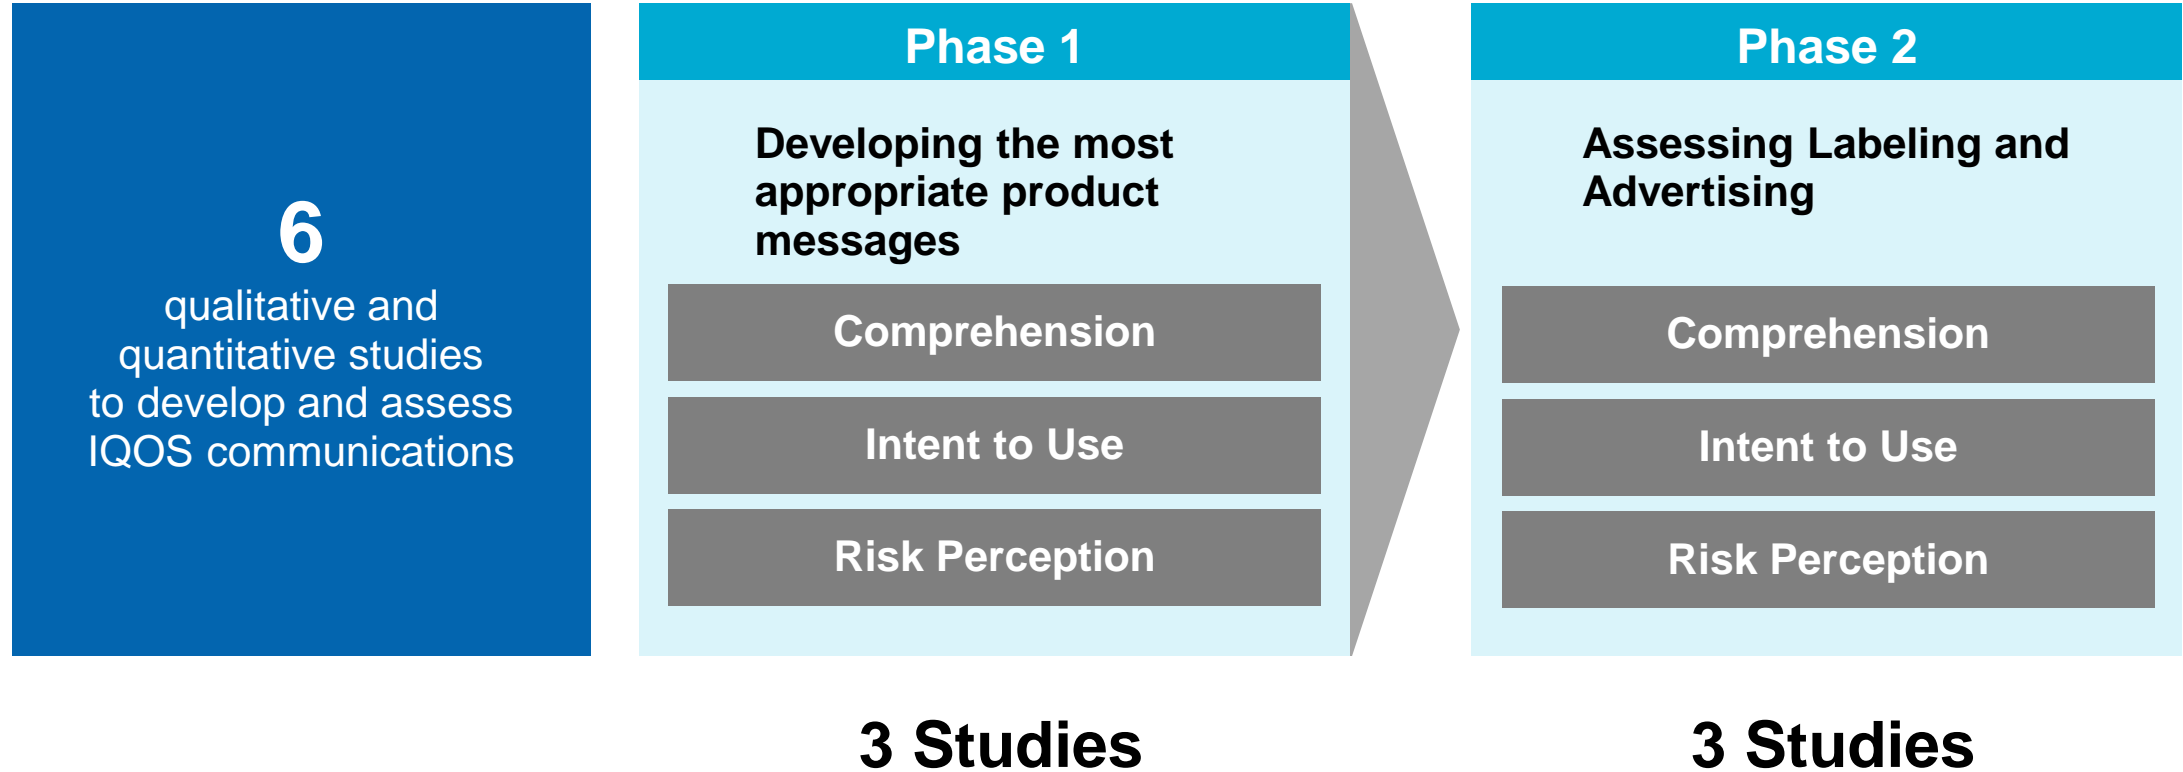 6
qualitative and
quantitative studies
to develop and assess
IQOS communications
Phase 1
Developing the most
appropriate product
messages
Comprehension
Intent to Use
Risk Perception
3 Studies
Phase 2
Assessing Labeling and
Advertising
Comprehension
Intent to Use
Risk Perception
3 Studies